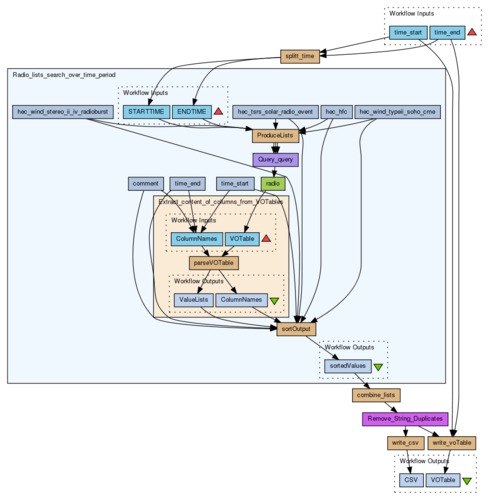 Workflow Inputs
time_start
time_end
splitt_time
Radio_lists_search_over_time_period
Workflow Inputs
STARTTIME
ENDTIME
hec_wind_stereo_ii_iv_radioburst
hec_tsrs_solar_radio_event
hec_hfc
hec_wind_typeii_soho_cme
ProduceLists
Query_query
comment
time_end
time_start
radio
Extract_content_of_columns_from_VOTables
Workflow Inputs
ColumnNames
VOTable
parseVOTable
Workflow Outputs
ValueLists
ColumnNames
sortOutput
Workflow Outputs
sortedValues
combine_lists
Remove_String_Duplicates
write_csv
write_voTable
Workflow Outputs
CSV
VOTable